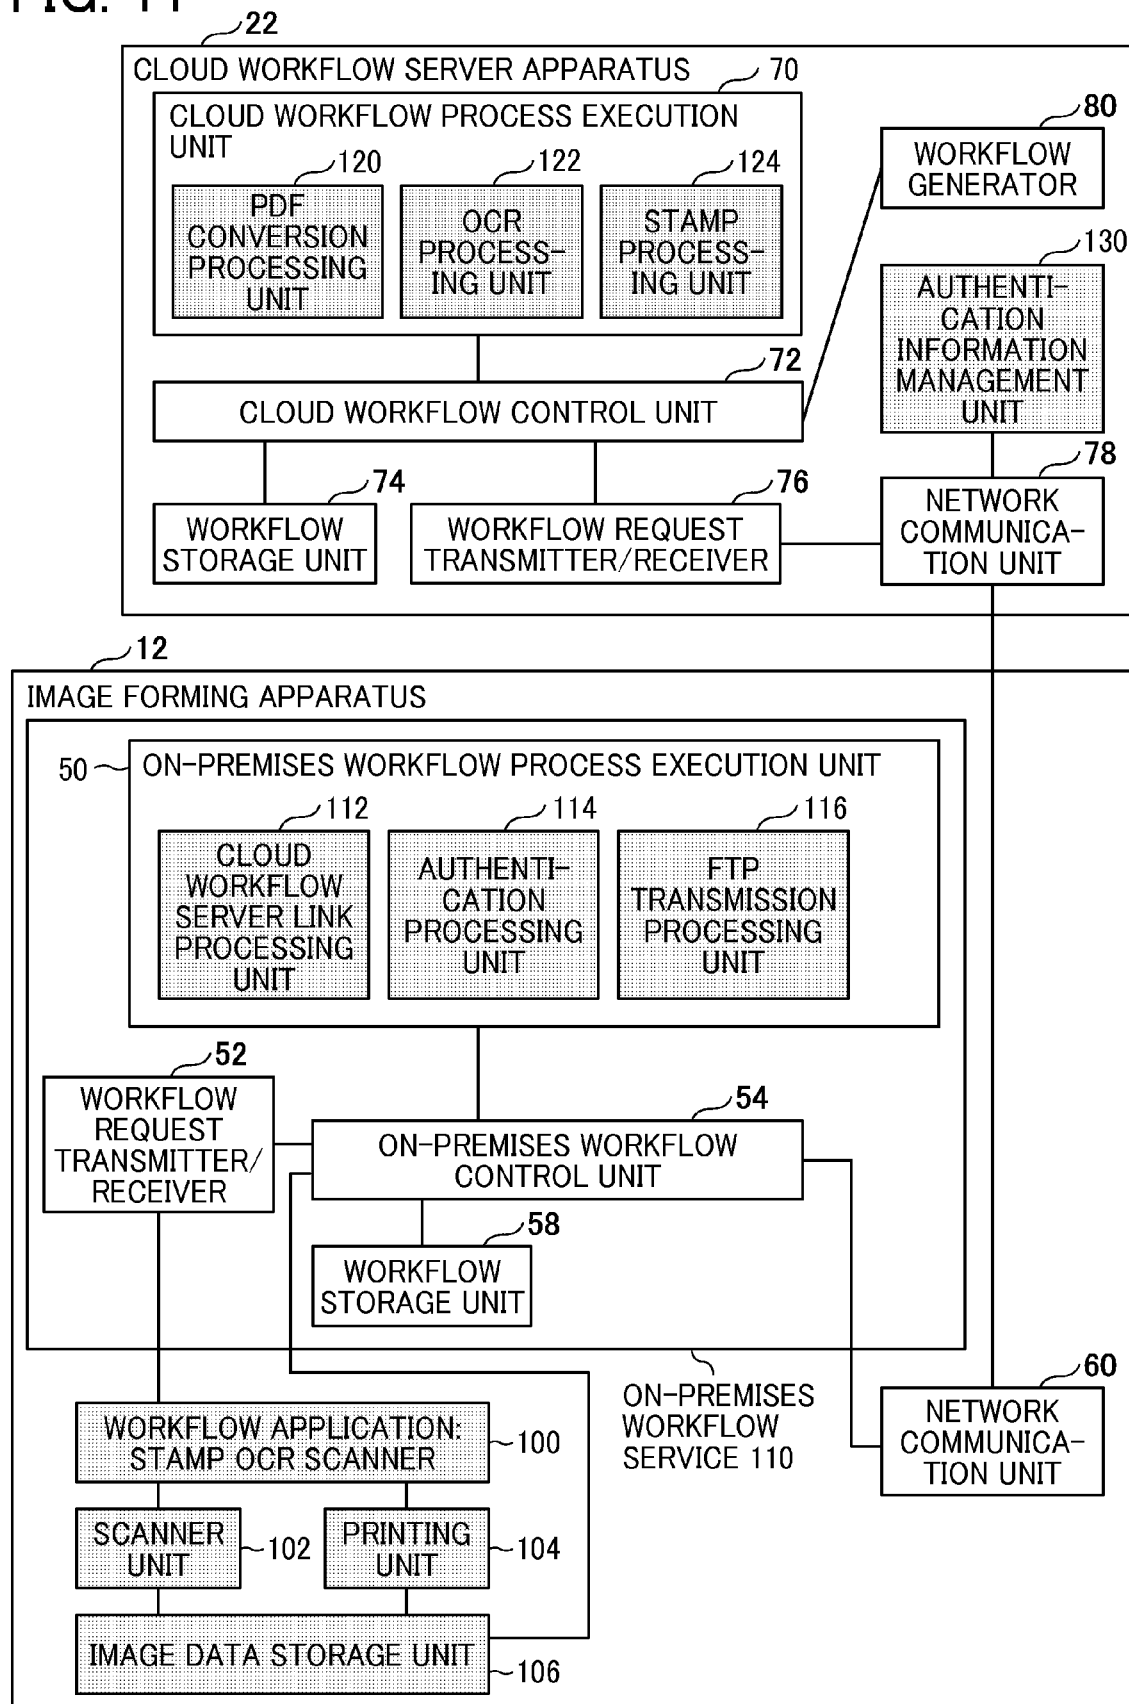 FIG. 11
22
CLOUD WORKFLOW SERVER APPARATUS
70
CLOUD WORKFLOW PROCESS EXECUTION
UNIT
120
PDF
CONVERSION
PROCESSING
UNIT
122
OCR
PROCESS-
ING UNIT
124
STAMP
PROCESS-
ING UNIT
80
WORKFLOW
GENERATOR
130
AUTHENTI-
CATION
INFORMATION
MANAGEMENT
UNIT
72
CLOUD WORKFLOW CONTROL UNIT
74
WORKFLOW
STORAGE UNIT
76
WORKFLOW REQUEST
TRANSMITTER/RECEIVER
78
NETWORK
COMMUNICA-
TION UNIT
12
IMAGE FORMING APPARATUS
50
ON-PREMISES WORKFLOW PROCESS EXECUTION UNIT
112
CLOUD
WORKFLOW
SERVER LINK
PROCESSING
UNIT
114
AUTHENTI-
CATION
PROCESSING
UNIT
116
FTP
TRANSMISSION
PROCESSING
UNIT
52
WORKFLOW
REQUEST
TRANSMITTER/
RECEIVER
54
ON-PREMISES WORKFLOW
CONTROL UNIT
58
WORKFLOW
STORAGE UNIT
ON-PREMISES
WORKFLOW
SERVICE 110
60
NETWORK
COMMUNICA-
TION UNIT
WORKFLOW APPLICATION:
STAMP OCR SCANNER
100
SCANNER
UNIT
102
PRINTING
UNIT
104
IMAGE DATA STORAGE UNIT
106